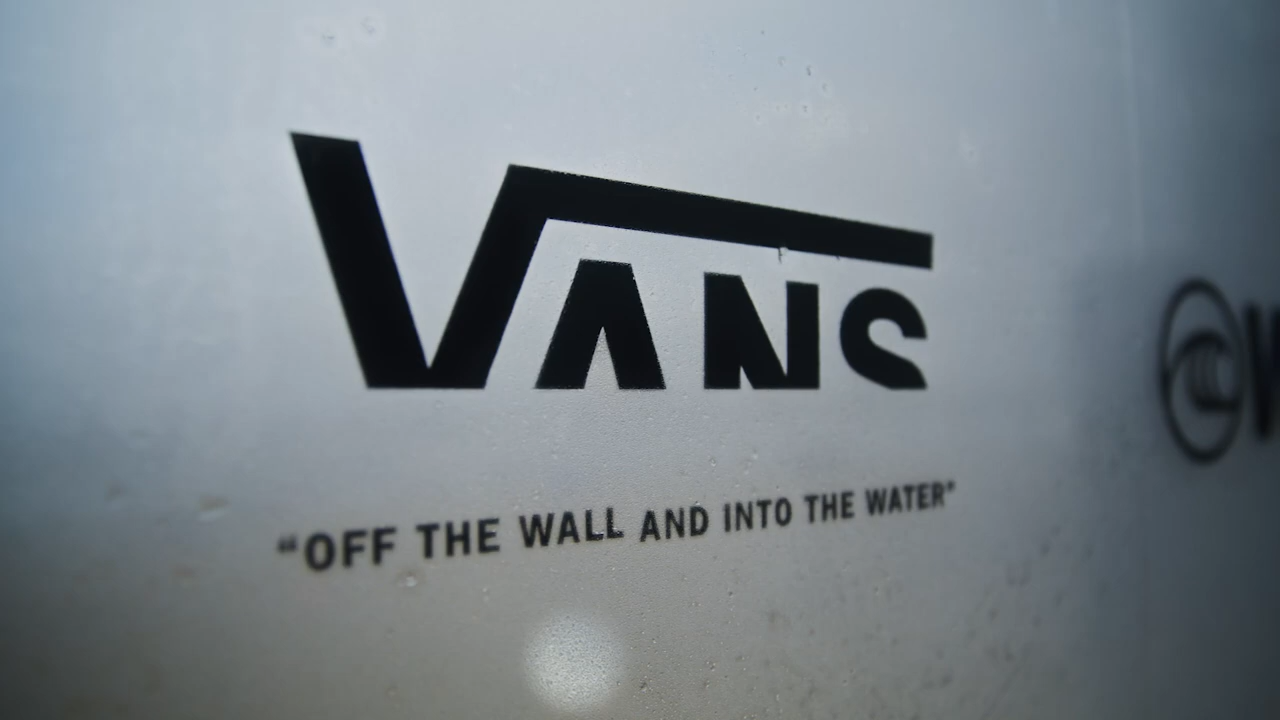 VANS
“OFF THE WALL AND INTO THE WATER”